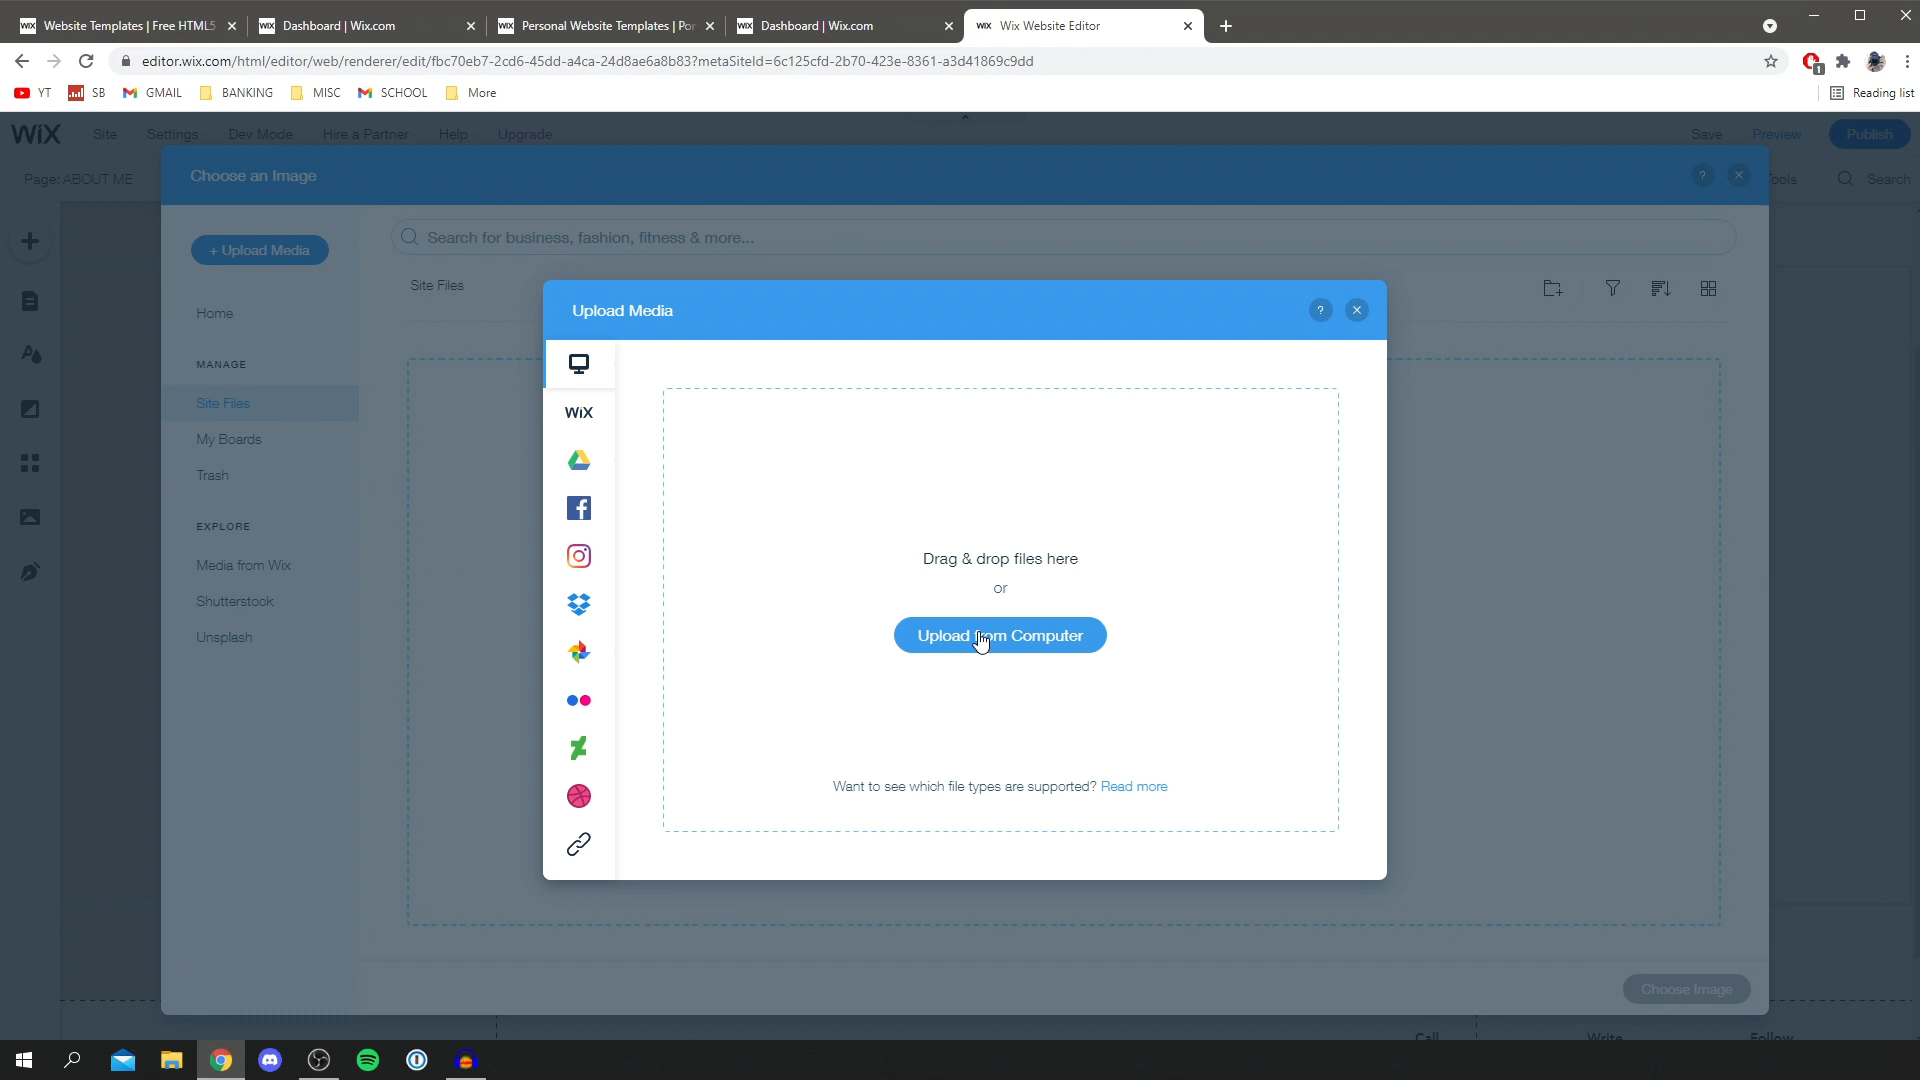 Website Templates | Free HTML5
Dashboard | Wix.com
Personal Website Templates | Por
Dashboard | Wix.com
Wix Website Editor
editor.wix.com/html/editor/web/renderer/edit/fbc70eb7-2cd6-45dd-a4ca-24d8ae6a8b83?metaSiteId=6c125cfd-2b70-423e-8361-a3d41869c9dd
1
YT
SB
GMAIL
BANKING
MISC
SCHOOL
More
Reading list
WiX
Site
Settings
Dev Mode
Hire a Partner
Help
Upgrade
Save
Preview
Publish
Page: ABOUT ME
Choose an Image
?
Tools
Search
+ Upload Media
Search for business, fashion, fitness & more...
Site Files
Home
MANAGE
Site Files
My Boards
Trash
EXPLORE
Media from Wix
Shutterstock
Unsplash
Upload Media
?
WiX
Drag & drop files here
or
Upload from Computer
Want to see which file types are supported? Read more
Choose Image
Call
Write
Follow